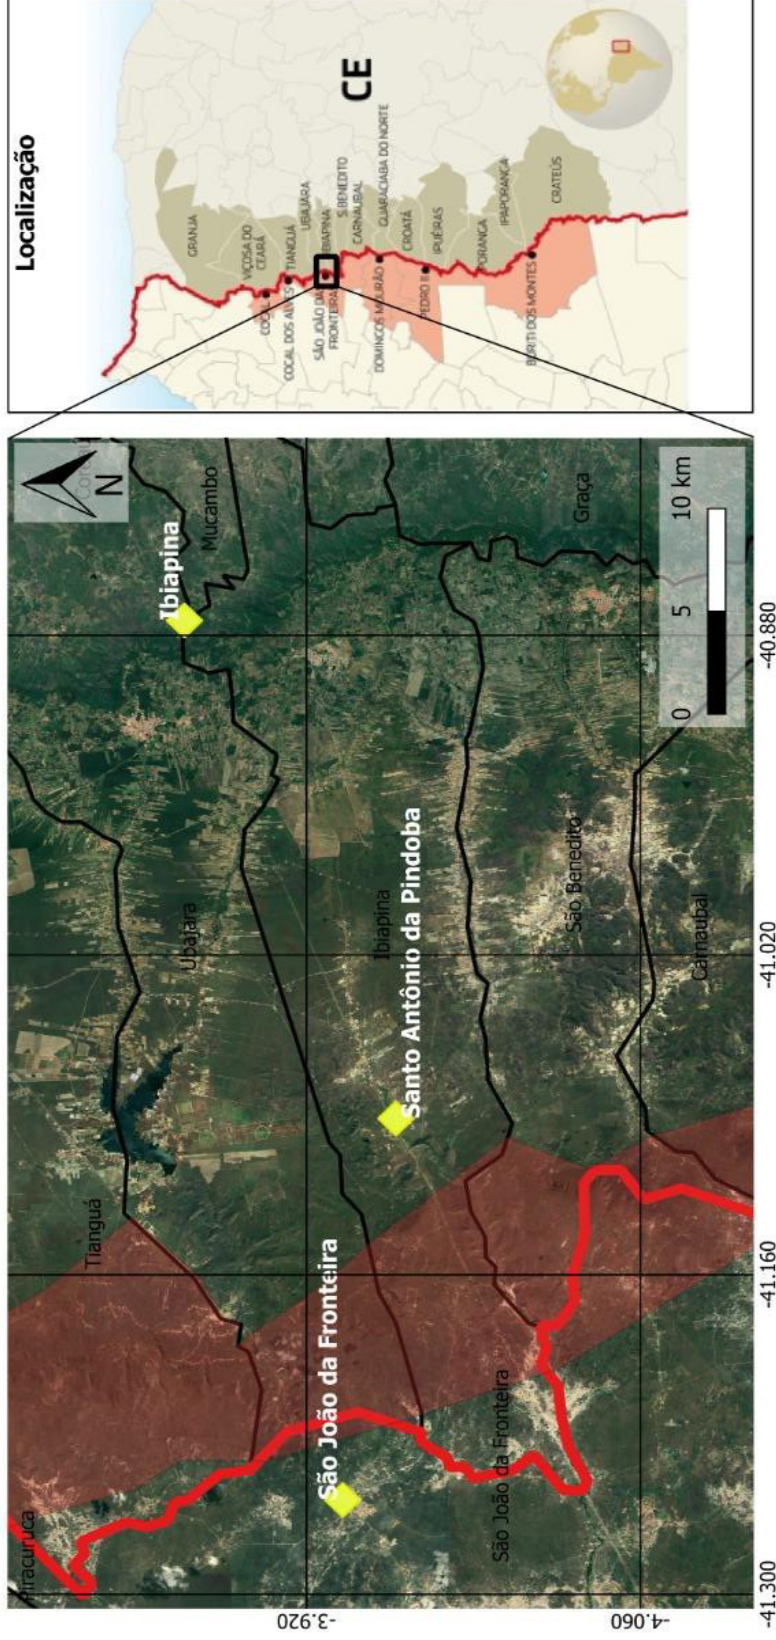 Localização
CE
GRANJA
VIÇOSA DO
CEARÁ
TIANGUÁ
UBAJARA
IBIAPINA
S.BENEDITO
CARNAUBAL
GUARACIABA DO NORTE
CROATÁ
IPUEIRAS
PORANGA
IPAPORANGA
CRATEÚS
COCAL
COCAL DOS ALVES
SÃO JOÃO DA
FRONTEIRA
DOMINGOS MOURÃO
PEDRO II
BURITI DOS MONTES
N
Mucambo
Ibiapina
Graça
0 5 10 km
Ubajara
Ibiapina
Santo Antônio da Pindoba
São Benedito
Carnaubal
Tianguá
São João da Fronteira
São João da Fronteira
Piracuruca
-3.920
-4.060
-41.300
-41.160
-41.020
-40.880